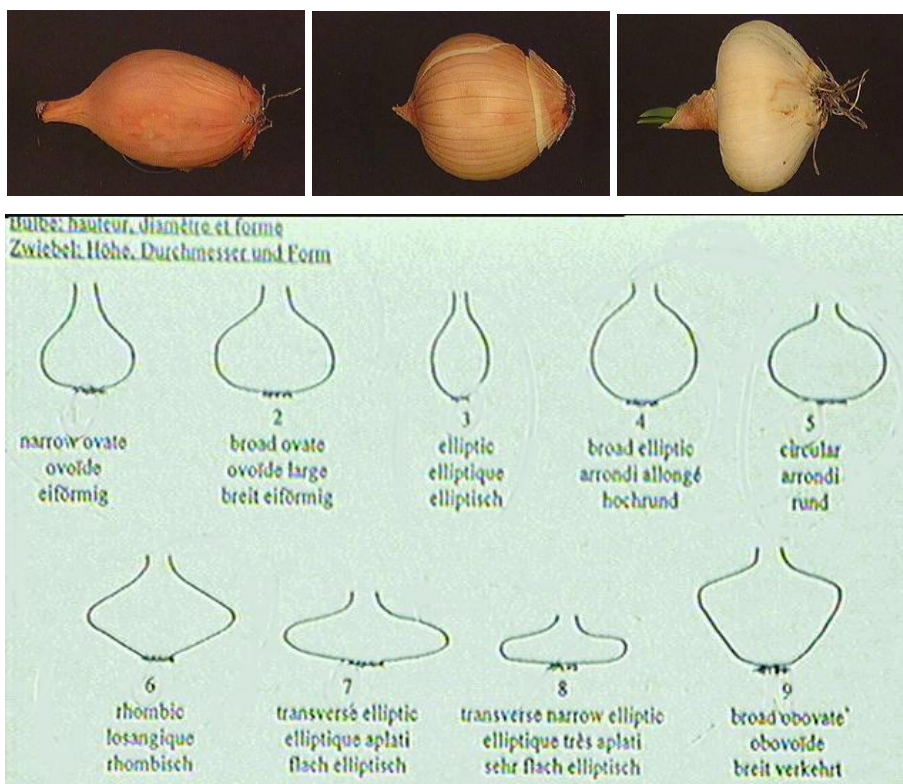 Bulbe: hauteur, diamètre et forme
Zwiebel: Höhe, Durchmesser und Form
1
narrow ovate
ovoïde
eiförmig
2
broad ovate
ovoïde large
breit eiförmig
3
elliptic
elliptique
elliptisch
4
broad elliptic
arrondi allongé
hochrund
5
circular
arrondi
rund
6
rhombic
losangique
rhombisch
7
transverse elliptic
elliptique aplati
flach elliptisch
8
transverse narrow elliptic
elliptique très aplati
sehr flach elliptisch
9
broad obovate
obovoïde
breit verkehrt